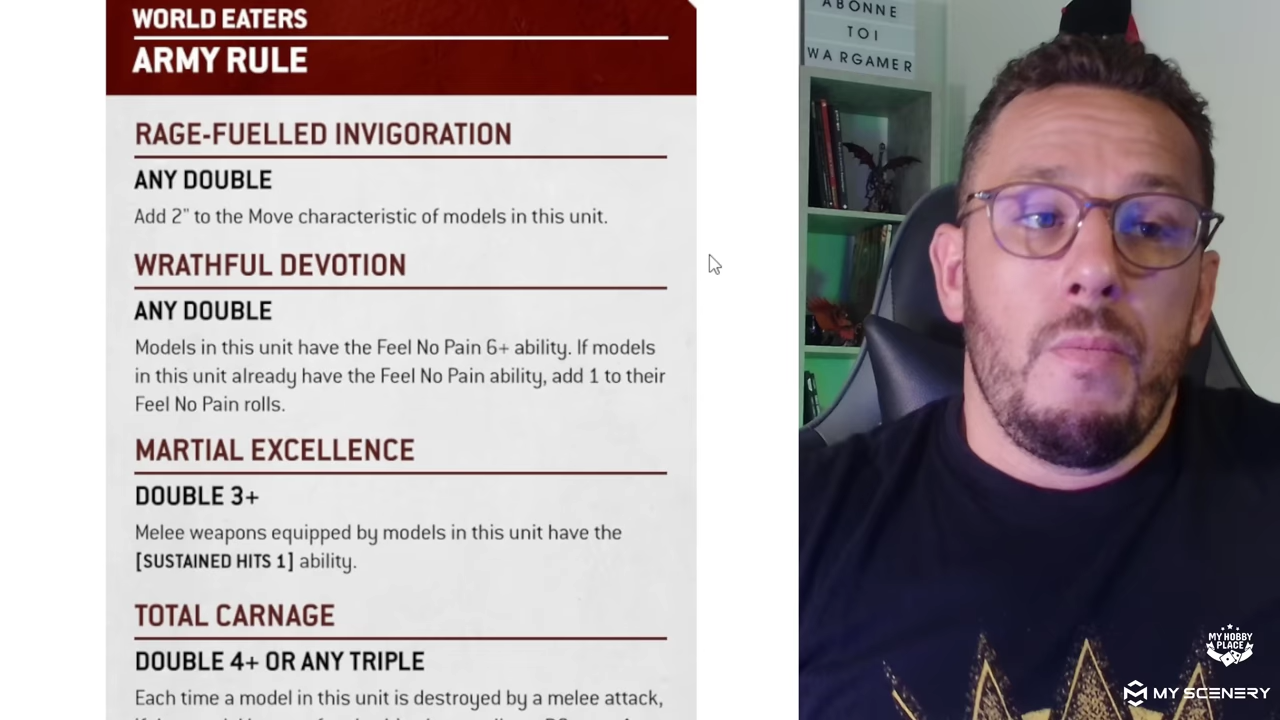 WORLD EATERS
ARMY RULE
RAGE-FUELLED INVIGORATION
ANY DOUBLE
Add 2" to the Move characteristic of models in this unit.
WRATHFUL DEVOTION
ANY DOUBLE
Models in this unit have the Feel No Pain 6+ ability. If models
in this unit already have the Feel No Pain ability, add 1 to their
Feel No Pain rolls.
MARTIAL EXCELLENCE
DOUBLE 3+
Melee weapons equipped by models in this unit have the
[SUSTAINED HITS 1] ability.
TOTAL CARNAGE
DOUBLE 4+ OR ANY TRIPLE
Each time a model in this unit is destroyed by a melee attack,
ABONNE
TOI
WARGAMER
MY HOBBY
PLACE
MY SCENERY